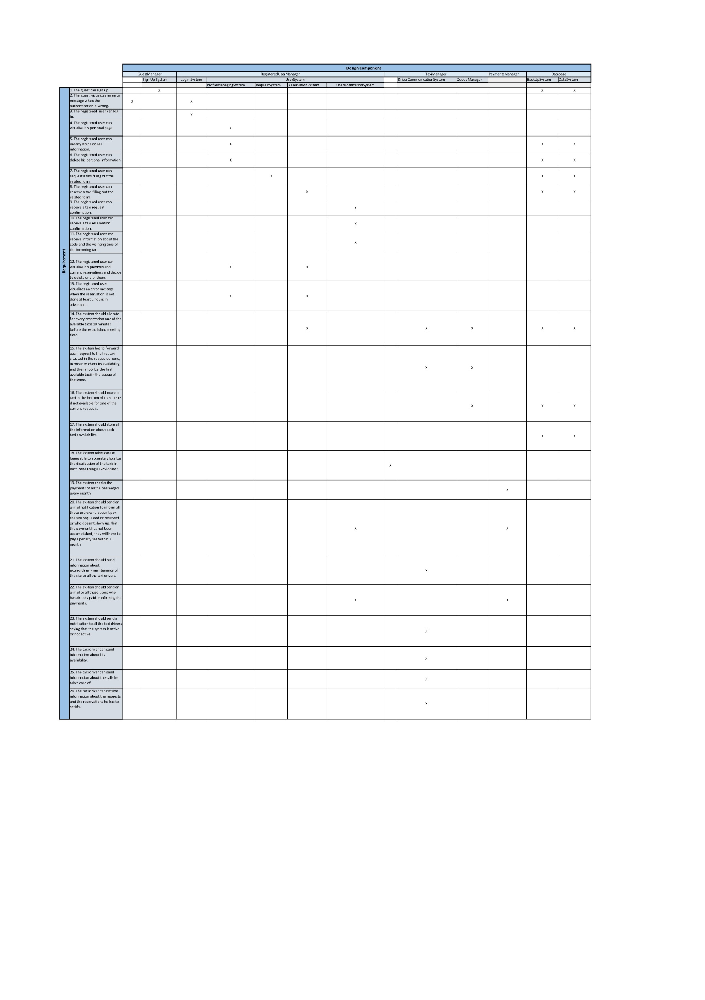 Design Component
GuestManager RegisteredUserManager TaxiManager PaymentsManager Database
Sign Up System Login System UserSystem DriverCommunicationSystem QueueManager BackUpSystem DataSystem
ProfileManagingSystem RequestSystem ReservationSystem UserNotificationSystem
Requirement
1. The guest can sign up. X X X
2. The guest visualizes an error
message when the
authentication is wrong.
X X
3. The registered user can log
in.
X
4. The registered user can
visualize his personal page.
X
5. The registered user can
modify his personal
information.
X X X
6. The registered user can
delete his personal information.
X X X
7. The registered user can
request a taxi filling out the
related form.
X X X
8. The registered user can
reserve a taxi filling out the
related form.
X X X
9. The registered user can
receive a taxi request
confirmation.
X
10. The registered user can
receive a taxi reservation
confirmation.
X
11. The registered user can
receive information about the
code and the wainting time of
the incoming taxi.
X
12. The registered user can
visualize his previous and
current reservations and decide
to delete one of them.
X X
13. The registered user
visualizes an error message
when the reservation is not
done at least 2 hours in
advanced.
X X
14. The system should allocate
for every reservation one of the
available taxis 10 minutes
before the established meeting
time.
X X X X X
15. The system has to forward
each request to the first taxi
situated in the requested zone,
in order to check its availability,
and then mobilize the first
available taxi in the queue of
that zone.
X X
16. The system should move a
taxi to the bottom of the queue
if not available for one of the
current requests.
X X X
17. The system should store all
the information about each
taxi's availability.
X X
18. The system takes care of
being able to accurately localize
the distribution of the taxis in
each zone using a GPS locator.
X
19. The system checks the
payments of all the passengers
every month.
X
20. The system should send an
e-mail notification to inform all
those users who doesn't pay
the taxi requested or reserved,
or who doesn't show up, that
the payment has not been
accomplished; they will have to
pay a penalty fee within 2
month.
X X
21. The system should send
information about
extraordinary maintenance of
the site to all the taxi drivers.
X
22. The system should send an
e-mail to all those users who
has already paid, confirming the
payments.
X X
23. The system should send a
notification to all the taxi drivers
saying that the system is active
or not active.
X
24. The taxi driver can send
information about his
availability.
X
25. The taxi driver can send
information about the calls he
takes care of.
X
26. The taxi driver can receive
information about the requests
and the reservations he has to
satisfy.
X